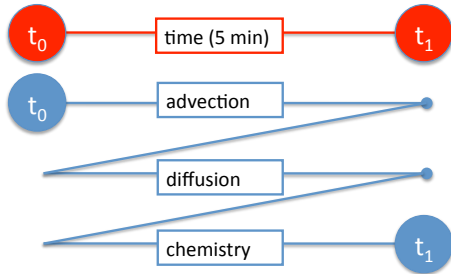 t₀ time (5 min) t₁
t₀ advection
diffusion
chemistry t₁